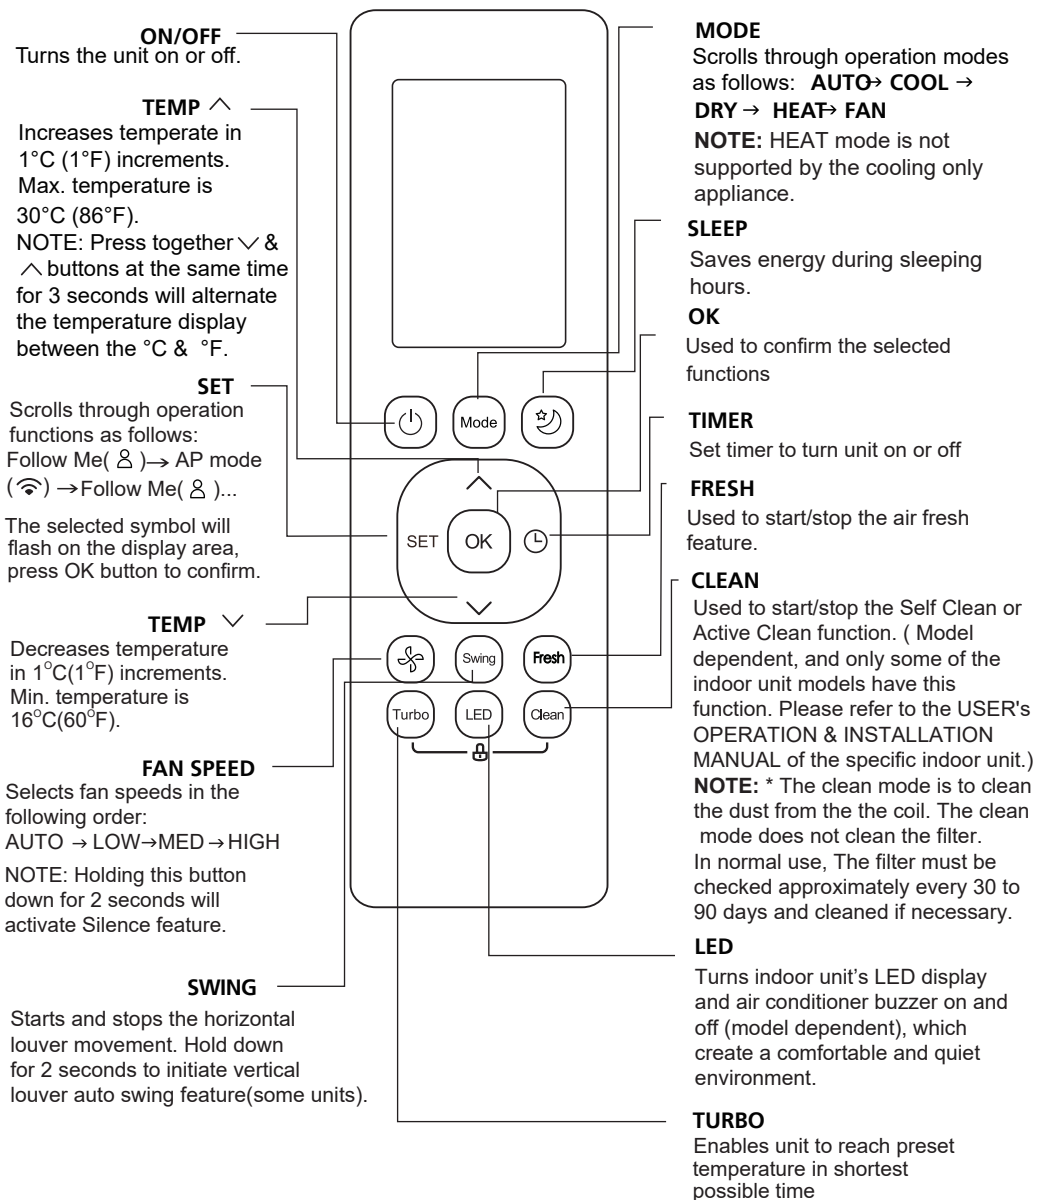 ON/OFF
Turns the unit on or off.
TEMP
Increases temperate in
1°C (1°F) increments.
Max. temperature is
30°C (86°F).
NOTE: Press together &
buttons at the same time
for 3 seconds will alternate
the temperature display
between the °C & °F.
SET
Scrolls through operation
functions as follows:
Follow Me( ) → AP mode
( ) → Follow Me( )...
The selected symbol will
flash on the display area,
press OK button to confirm.
TEMP
Decreases temperature
in 1°C(1°F) increments.
Min. temperature is
16°C(60°F).
FAN SPEED
Selects fan speeds in the
following order:
AUTO → LOW→MED → HIGH
NOTE: Holding this button
down for 2 seconds will
activate Silence feature.
SWING
Starts and stops the horizontal
louver movement. Hold down
for 2 seconds to initiate vertical
louver auto swing feature(some units).
Mode
SET
OK
Swing
Fresh
Turbo
LED
Clean
MODE
Scrolls through operation modes
as follows: AUTO→ COOL →
DRY → HEAT→ FAN
NOTE: HEAT mode is not
supported by the cooling only
appliance.
SLEEP
Saves energy during sleeping
hours.
OK
Used to confirm the selected
functions
TIMER
Set timer to turn unit on or off
FRESH
Used to start/stop the air fresh
feature.
CLEAN
Used to start/stop the Self Clean or
Active Clean function. ( Model
dependent, and only some of the
indoor unit models have this
function. Please refer to the USER's
OPERATION & INSTALLATION
MANUAL of the specific indoor unit.)
NOTE: * The clean mode is to clean
the dust from the the coil. The clean
mode does not clean the filter.
In normal use, The filter must be
checked approximately every 30 to
90 days and cleaned if necessary.
LED
Turns indoor unit's LED display
and air conditioner buzzer on and
off (model dependent), which
create a comfortable and quiet
environment.
TURBO
Enables unit to reach preset
temperature in shortest
possible time